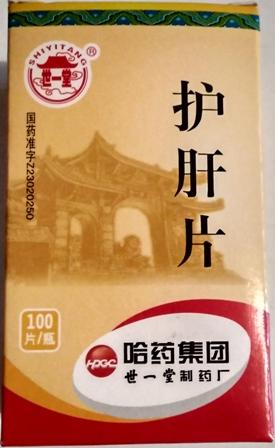 SHIYITANG
®
世一堂
国药准字Z23020250
护肝片
100
片/瓶
HPGC
哈药集团
世一堂制药厂